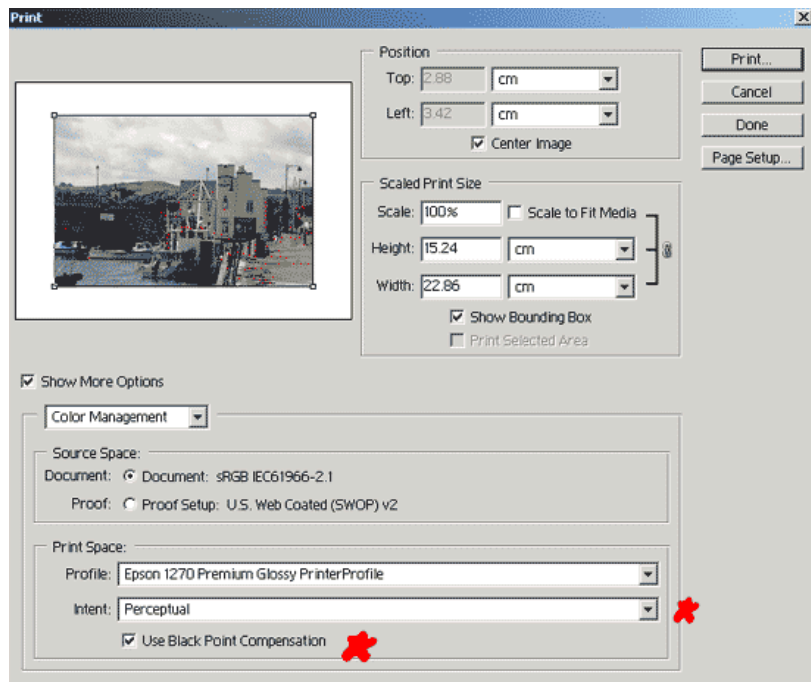 Print
Position
Top: 2.88 cm
Left: 3.42 cm
Center Image
Print...
Cancel
Done
Page Setup...
Scaled Print Size
Scale: 100% Scale to Fit Media
Height: 15.24 cm
Width: 22.86 cm
Show Bounding Box
Print Selected Area
Show More Options
Color Management
Source Space:
Document: Document: sRGB IEC61966-2.1
Proof: Proof Setup: U.S. Web Coated (SWOP) v2
Print Space:
Profile: Epson 1270 Premium Glossy PrinterProfile
Intent: Perceptual
Use Black Point Compensation